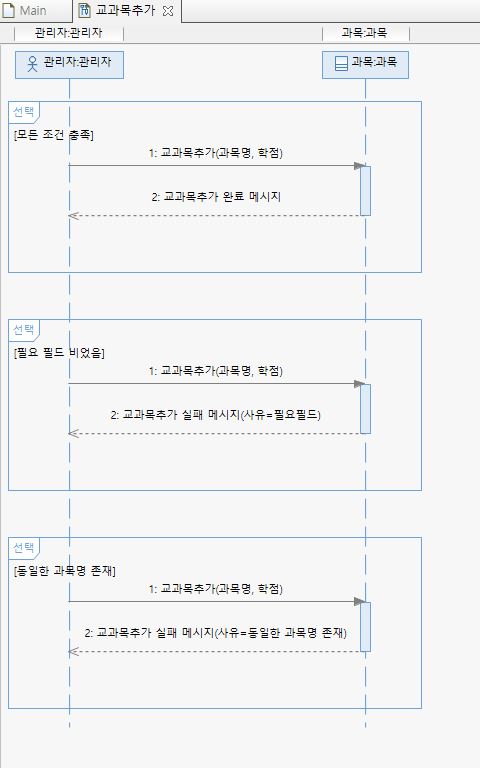 Main
교과목추가
관리자:관리자
과목:과목
관리자:관리자
과목:과목
선택
[모든 조건 충족]
1: 교과목추가(과목명, 학점)
2: 교과목추가 완료 메시지
선택
[필요 필드 비었음]
1: 교과목추가(과목명, 학점)
2: 교과목추가 실패 메시지(사유=필요필드)
선택
[동일한 과목명 존재]
1: 교과목추가(과목명, 학점)
2: 교과목추가 실패 메시지(사유=동일한 과목명 존재)